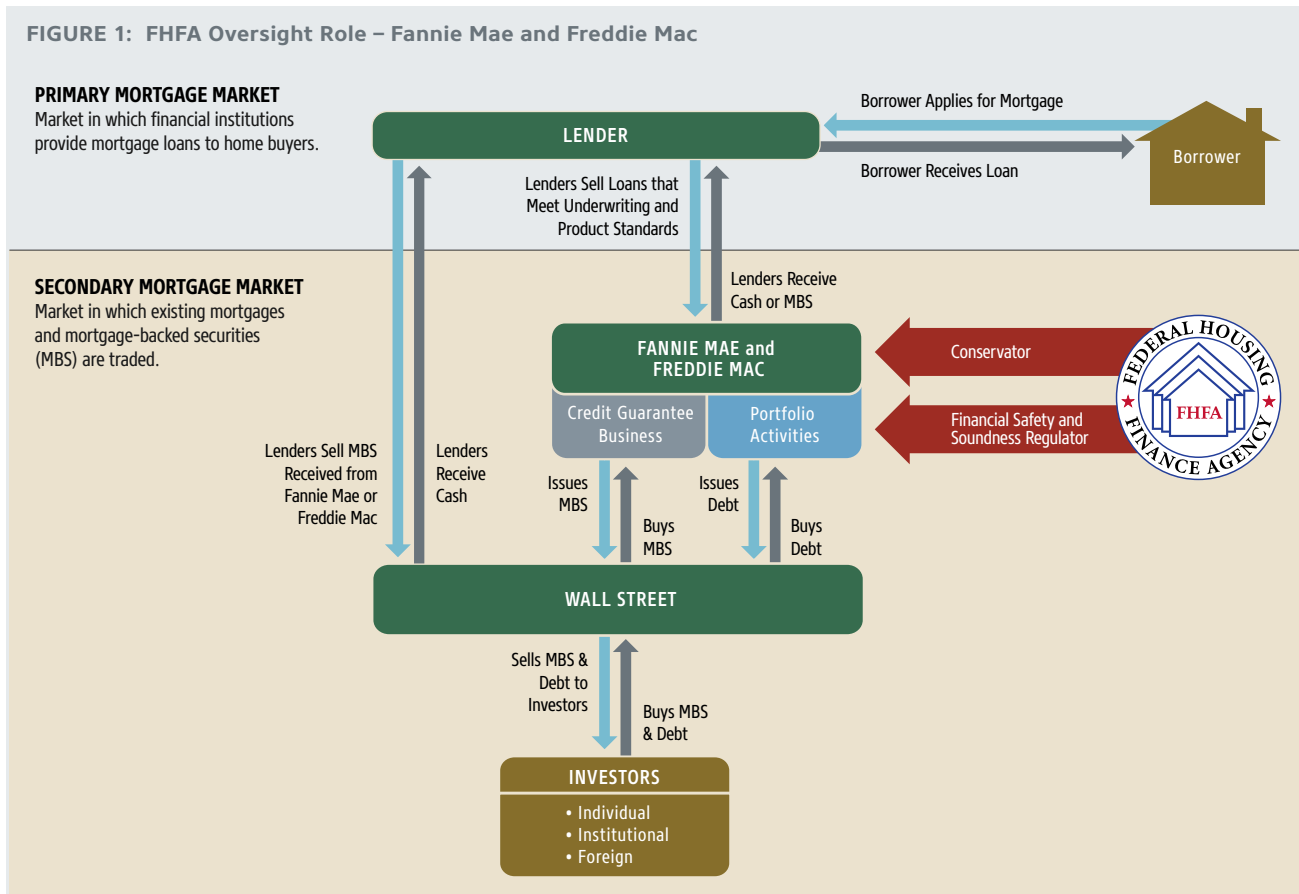 FIGURE 1: FHFA Oversight Role – Fannie Mae and Freddie Mac
PRIMARY MORTGAGE MARKET
Market in which financial institutions
provide mortgage loans to home buyers.
LENDER
Borrower Applies for Mortgage
Borrower Receives Loan
Borrower
Lenders Sell Loans that
Meet Underwriting and
Product Standards
Lenders Receive
Cash or MBS
SECONDARY MORTGAGE MARKET
Market in which existing mortgages
and mortgage-backed securities
(MBS) are traded.
FANNIE MAE and
FREDDIE MAC
Credit Guarantee
Business
Portfolio
Activities
Conservator
Financial Safety and
Soundness Regulator
FEDERAL HOUSING
FHFA
FINANCE AGENCY
Lenders Sell MBS
Received from
Fannie Mae or
Freddie Mac
Lenders
Receive
Cash
Issues
MBS
Buys
MBS
Issues
Debt
Buys
Debt
WALL STREET
Sells MBS &
Debt to
Investors
Buys MBS
& Debt
INVESTORS
• Individual
• Institutional
• Foreign